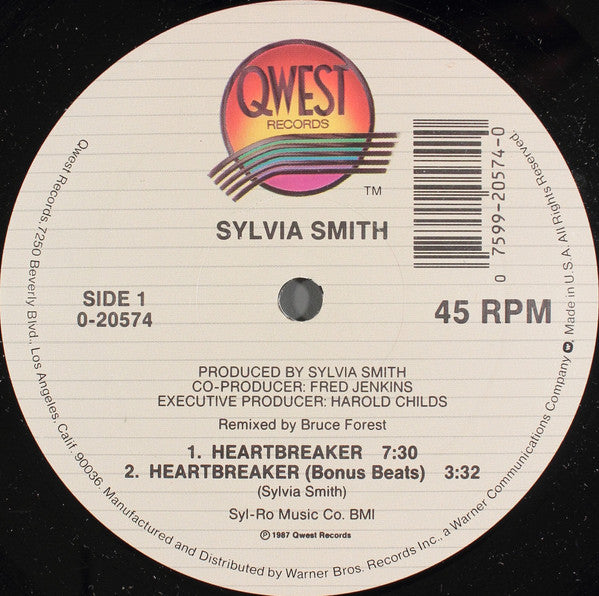 QWEST
RECORDS
TM
SYLVIA SMITH
0 7599-20574-0
SIDE 1
0-20574
45 RPM
PRODUCED BY SYLVIA SMITH
CO-PRODUCER: FRED JENKINS
EXECUTIVE PRODUCER: HAROLD CHILDS
Remixed by Bruce Forest
1. HEARTBREAKER 7:30
2. HEARTBREAKER (Bonus Beats) 3:32
(Sylvia Smith)
Syl-Ro Music Co. BMI
℗ 1987 Qwest Records
Qwest Records, 7250 Beverly Blvd., Los Angeles, Calif. 90036. Manufactured and Distributed by Warner Bros. Records Inc., a Warner Communications Company Made in U.S.A. All Rights Reserved.